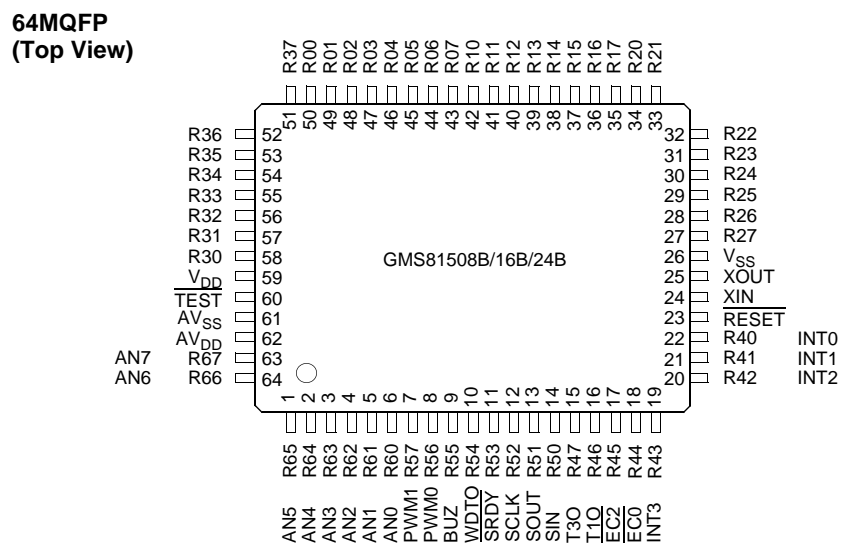 64MQFP
(Top View)
R37 R00 R01 R02 R03 R04 R05 R06 R07 R10 R11 R12 R13 R14 R15 R16 R17 R20 R21
51 50 49 48 47 46 45 44 43 42 41 40 39 38 37 36 35 34 33
R36 52 32 R22
R35 53 31 R23
R34 54 30 R24
R33 55 29 R25
R32 56 28 R26
R31 57 27 R27
R30 58 GMS81508B/16B/24B 26 VSS
VDD 59 25 XOUT
TEST 60 24 XIN
AVSS 61 23 RESET
AVDD 62 22 R40 INT0
AN7 R67 63 21 R41 INT1
AN6 R66 64 20 R42 INT2
1 2 3 4 5 6 7 8 9 10 11 12 13 14 15 16 17 18 19
R65 R64 R63 R62 R61 R60 R57 R56 R55 R54 R53 R52 R51 R50 R47 R46 R45 R44 R43
AN5 AN4 AN3 AN2 AN1 AN0 PWM1 PWM0 BUZ WDTO SRDY SCLK SOUT SIN T3O T1O EC2 EC0 INT3